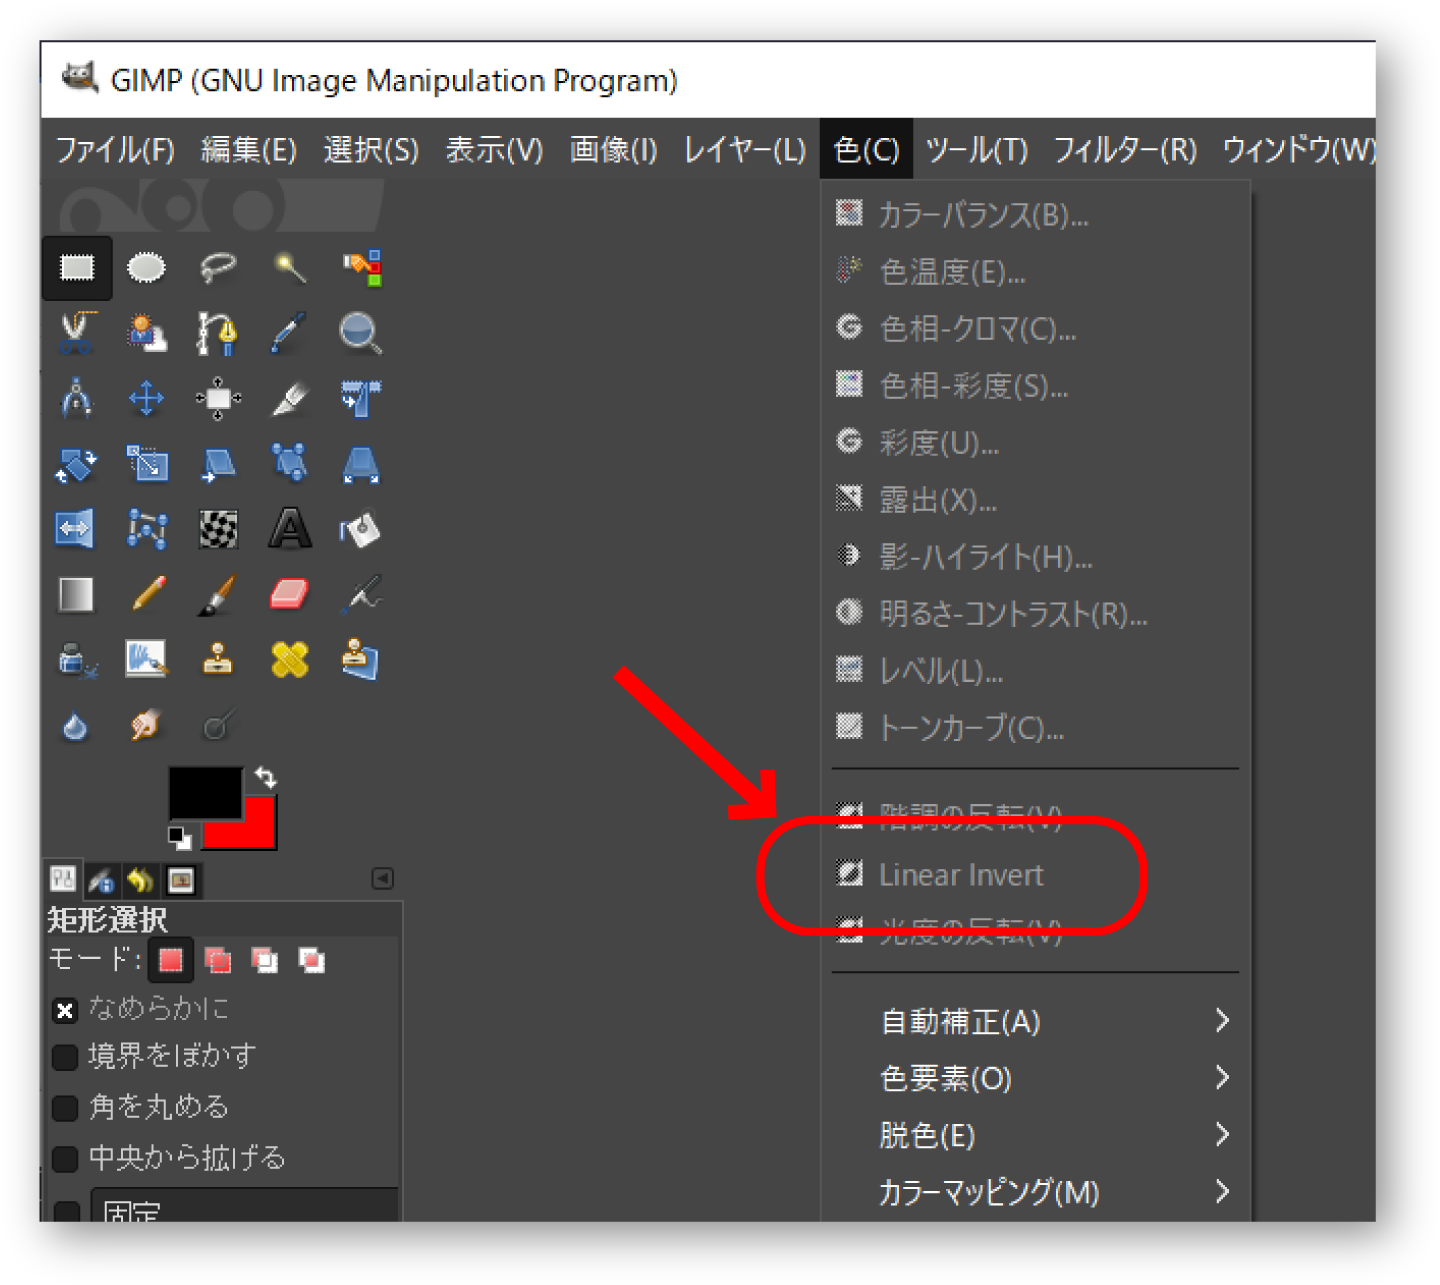 GIMP (GNU Image Manipulation Program)
ファイル(F) 編集(E) 選択(S) 表示(V) 画像(I) レイヤー(L) 色(C) ツール(T) フィルター(R) ウィンドウ(W)
カラーバランス(B)...
色温度(E)...
色相-クロマ(C)...
色相-彩度(S)...
彩度(U)...
露出(X)...
影-ハイライト(H)...
明るさ-コントラスト(R)...
レベル(L)...
トーンカーブ(C)...
階調の反転(V)
Linear Invert
光度の反転(V)
自動補正(A)
色要素(O)
脱色(E)
カラーマッピング(M)
矩形選択
モード:
なめらかに
境界をぼかす
角を丸める
中央から拡げる
固定